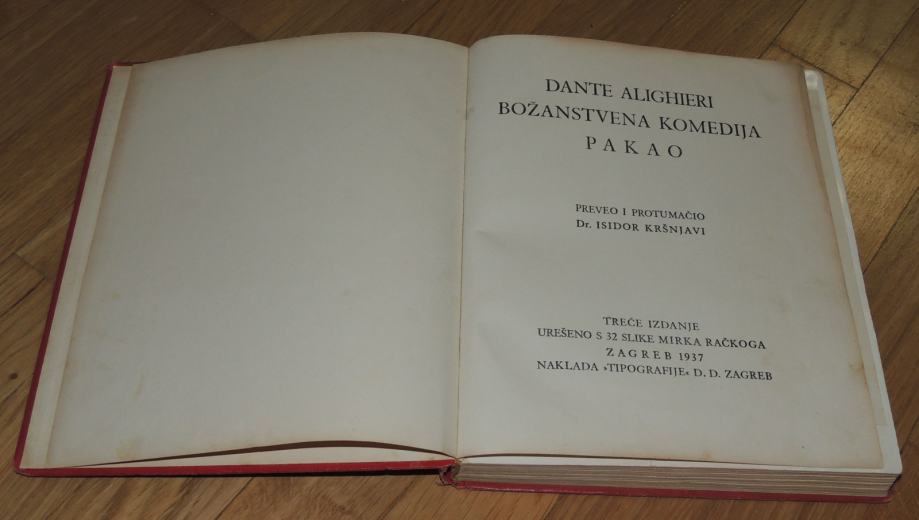 DANTE ALIGHIERI
BOŽANSTVENA KOMEDIJA
PAKAO
PREVEO I PROTUMAČIO
Dr. ISIDOR KRŠNJAVI
TREĆE IZDANJE
UREŠENO S 32 SLIKE MIRKA RAČKOGA
ZAGREB 1937
NAKLADA »TIPOGRAFIJE« D. D. ZAGREB